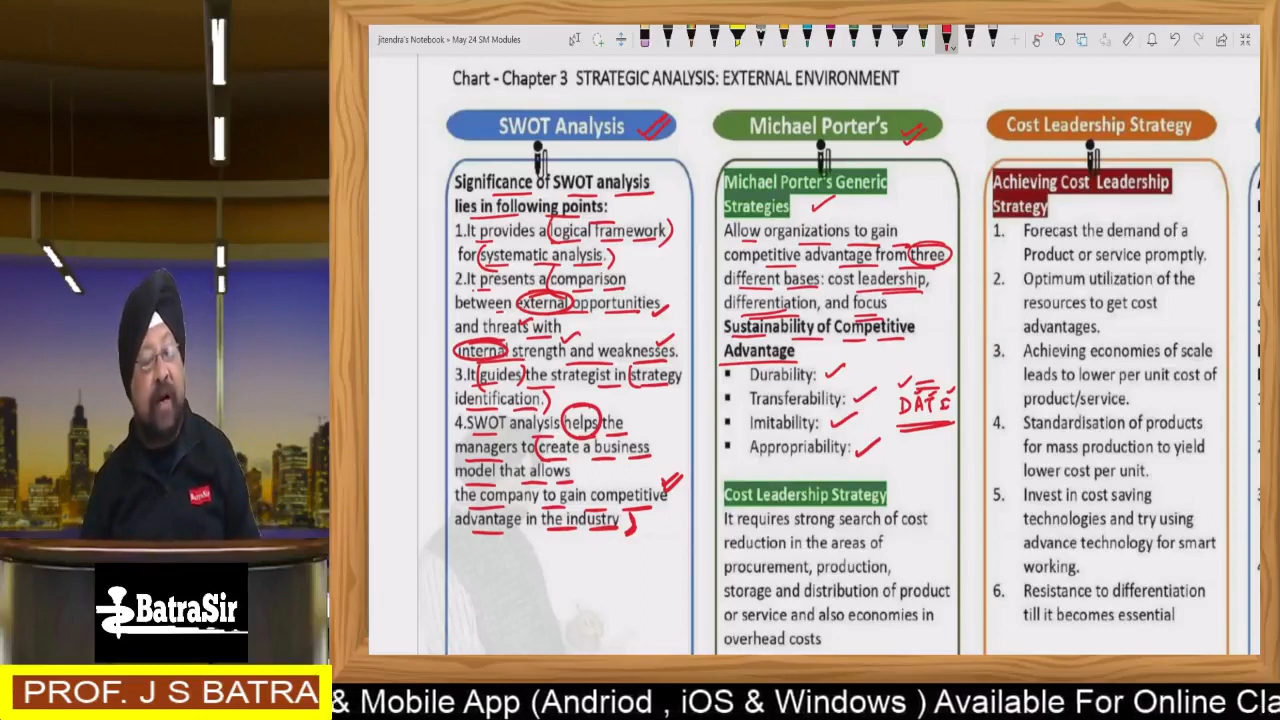 jitendra's Notebook » May 24 SM Modules
Chart - Chapter 3 STRATEGIC ANALYSIS: EXTERNAL ENVIRONMENT
SWOT Analysis
Significance of SWOT analysis
lies in following points:
1.It provides a logical framework
for systematic analysis.
2.It presents a comparison
between external opportunities
and threats with
internal strength and weaknesses.
3.It guides the strategist in strategy
identification.
4.SWOT analysis helps the
managers to create a business
model that allows
the company to gain competitive
advantage in the industry
Michael Porter's
Michael Porter's Generic
Strategies
Allow organizations to gain
competitive advantage from three
different bases: cost leadership,
differentiation, and focus
Sustainability of Competitive
Advantage
▪ Durability:
▪ Transferability:
▪ Imitability:
▪ Appropriability:
DATI
Cost Leadership Strategy
It requires strong search of cost
reduction in the areas of
procurement, production,
storage and distribution of product
or service and also economies in
overhead costs
Cost Leadership Strategy
Achieving Cost Leadership
Strategy
1. Forecast the demand of a
Product or service promptly.
2. Optimum utilization of the
resources to get cost
advantages.
3. Achieving economies of scale
leads to lower per unit cost of
product/service.
4. Standardisation of products
for mass production to yield
lower cost per unit.
5. Invest in cost saving
technologies and try using
advance technology for smart
working.
6. Resistance to differentiation
till it becomes essential
BatraSir
PROF. J S BATRA
& Mobile App (Andriod , iOS & Windows ) Available For Online Cla